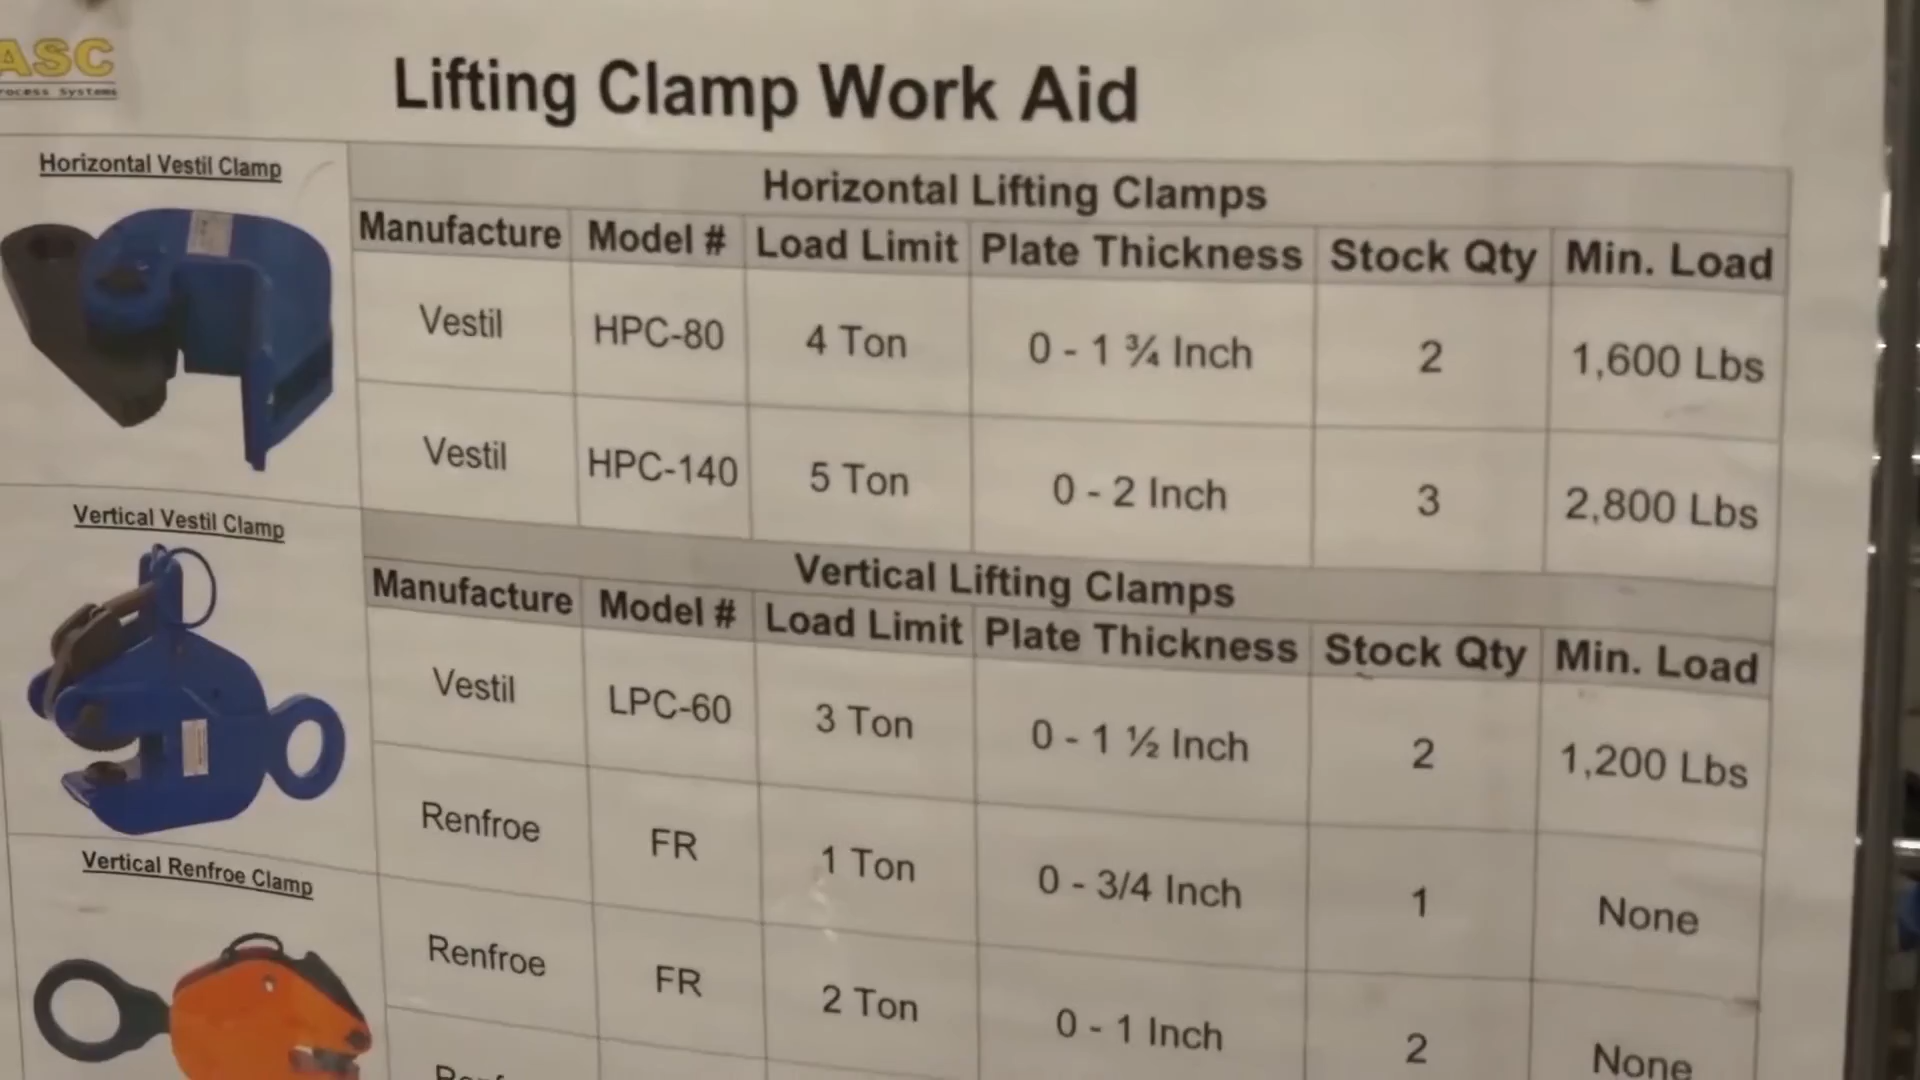 ASC
rocess Systems
Lifting Clamp Work Aid
Horizontal Vestil Clamp
Horizontal Lifting Clamps
Manufacture Model # Load Limit Plate Thickness Stock Qty Min. Load
Vestil HPC-80 4 Ton 0 - 1 ¾ Inch 2 1,600 Lbs
Vestil HPC-140 5 Ton 0 - 2 Inch 3 2,800 Lbs
Vertical Vestil Clamp
Vertical Lifting Clamps
Manufacture Model # Load Limit Plate Thickness Stock Qty Min. Load
Vestil LPC-60 3 Ton 0 - 1 ½ Inch 2 1,200 Lbs
Renfroe FR 1 Ton 0 - 3/4 Inch 1 None
Vertical Renfroe Clamp
Renfroe FR 2 Ton 0 - 1 Inch 2 None